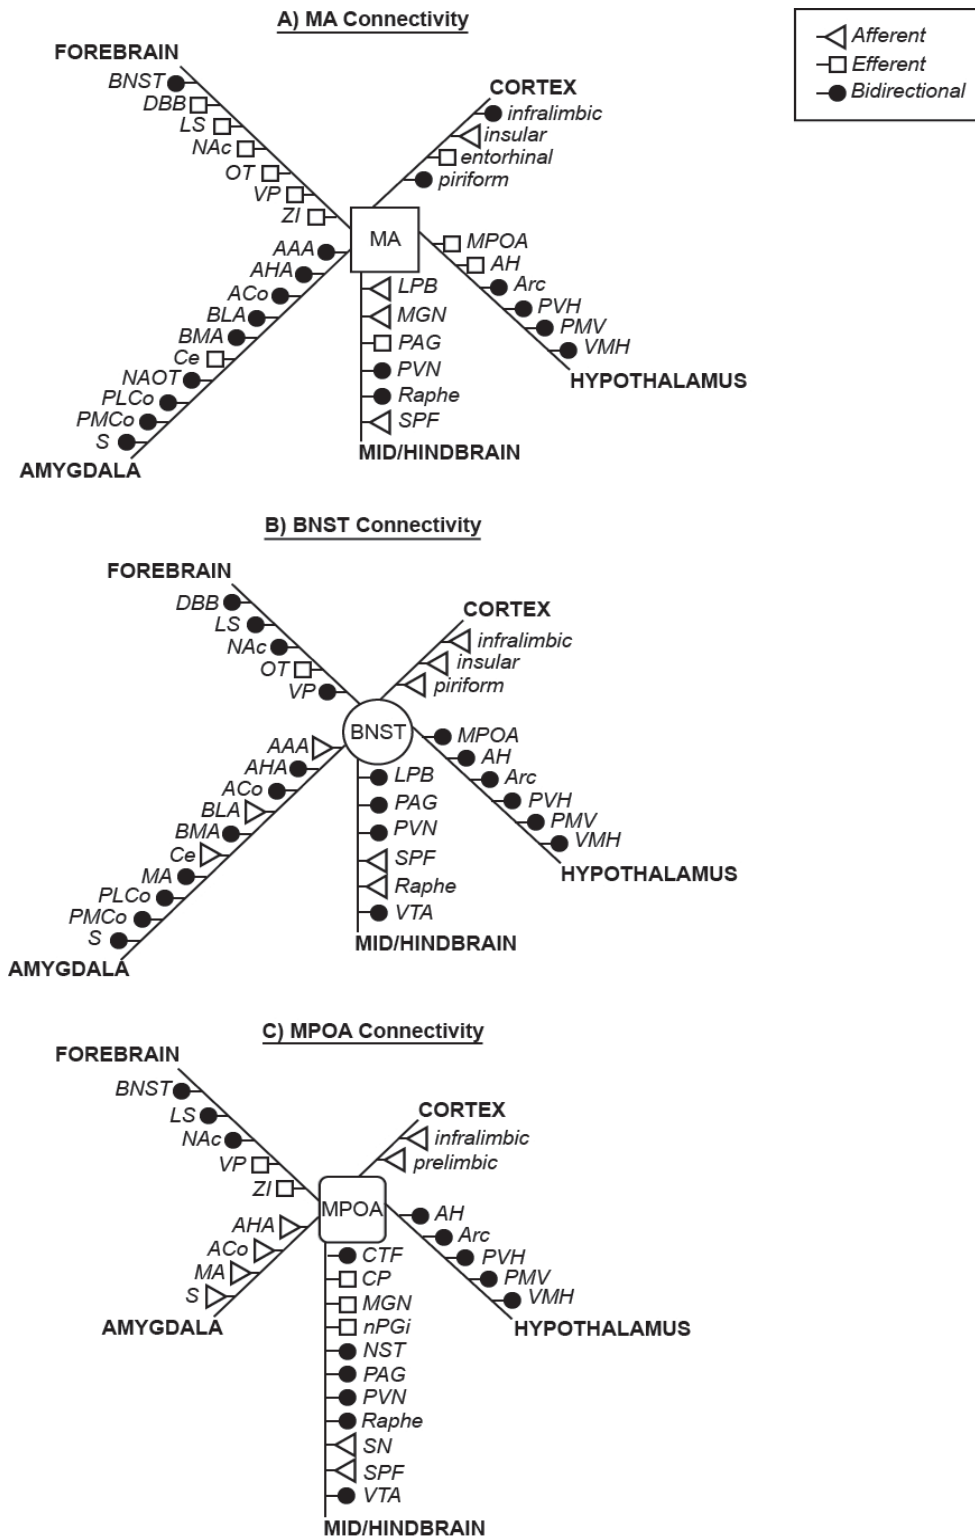 A) MA Connectivity
Afferent
Efferent
Bidirectional
FOREBRAIN
BNST
DBB
LS
NAc
OT
VP
ZI
CORTEX
infralimbic
insular
entorhinal
piriform
MA
AAA
AHA
ACo
BLA
BMA
Ce
NAOT
PLCo
PMCo
S
AMYGDALA
LPB
MGN
PAG
PVN
Raphe
SPF
MID/HINDBRAIN
MPOA
AH
Arc
PVH
PMV
VMH
HYPOTHALAMUS
B) BNST Connectivity
FOREBRAIN
DBB
LS
NAc
OT
VP
CORTEX
infralimbic
insular
piriform
BNST
AAA
AHA
ACo
BLA
BMA
Ce
MA
PLCo
PMCo
S
AMYGDALA
LPB
PAG
PVN
SPF
Raphe
VTA
MID/HINDBRAIN
MPOA
AH
Arc
PVH
PMV
VMH
HYPOTHALAMUS
C) MPOA Connectivity
FOREBRAIN
BNST
LS
NAc
VP
ZI
CORTEX
infralimbic
prelimbic
MPOA
AHA
ACo
MA
S
AMYGDALA
CTF
CP
MGN
nPGi
NST
PAG
PVN
Raphe
SN
SPF
VTA
MID/HINDBRAIN
AH
Arc
PVH
PMV
VMH
HYPOTHALAMUS